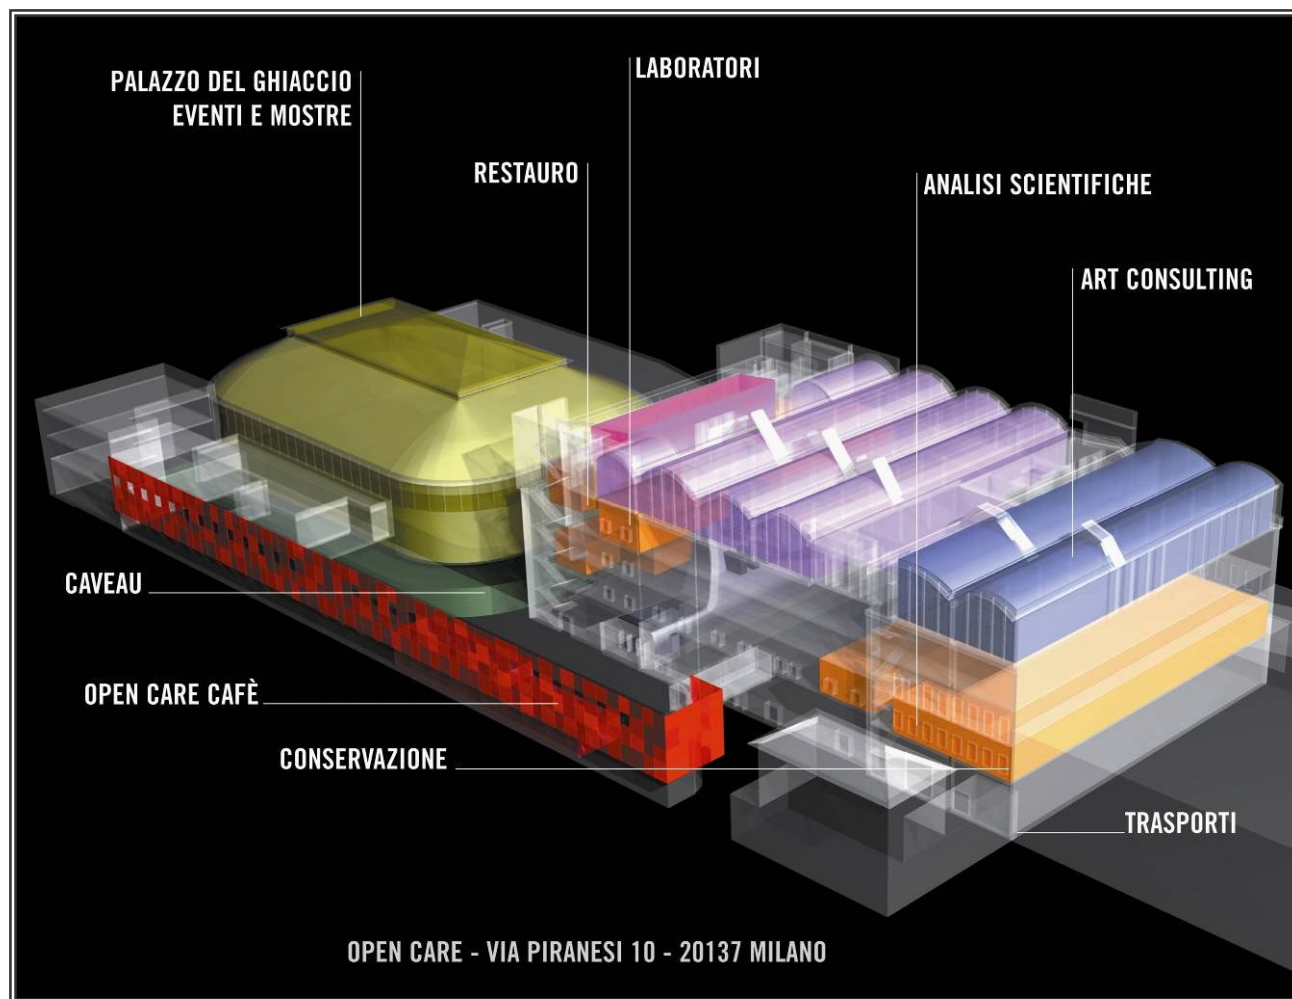 PALAZZO DEL GHIACCIO
EVENTI E MOSTRE
LABORATORI
RESTAURO
ANALISI SCIENTIFICHE
ART CONSULTING
CAVEAU
OPEN CARE CAFÈ
CONSERVAZIONE
TRASPORTI
OPEN CARE - VIA PIRANESI 10 - 20137 MILANO